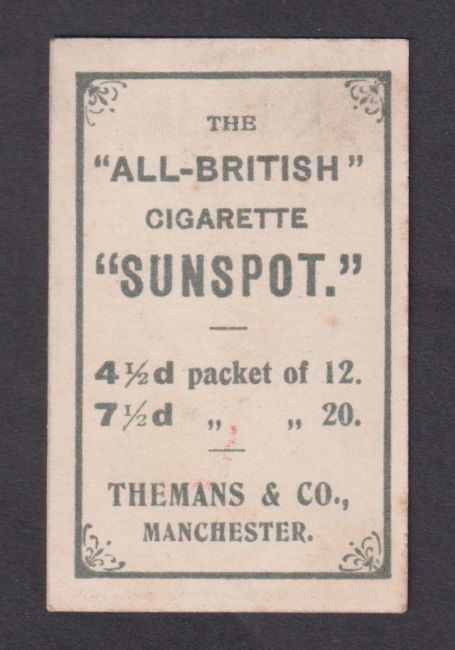 THE
"ALL-BRITISH"
CIGARETTE
"SUNSPOT."
4½d packet of 12.
7½d „ „ 20.
THEMANS & CO.,
MANCHESTER.